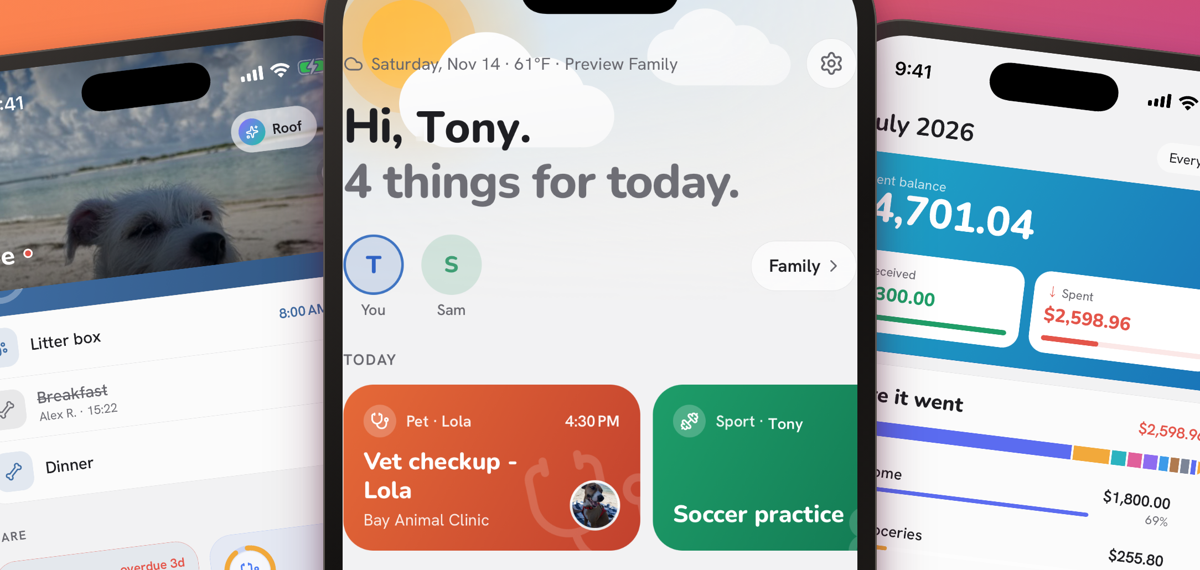 :41
Roof
e
8:00 AM
Litter box
Breakfast
Alex R. · 15:22
Dinner
ARE
overdue 3d
Saturday, Nov 14 · 61°F · Preview Family
Hi, Tony.
4 things for today.
T
S
Family
You
Sam
TODAY
Pet · Lola
4:30 PM
Vet checkup -
Lola
Bay Animal Clinic
Sport · Tony
Soccer practice
9:41
uly 2026
Every
ent balance
4,701.04
eceived
300.00
↓ Spent
$2,598.96
e it went
$2,598.96
ome
$1,800.00
69%
oceries
$255.80